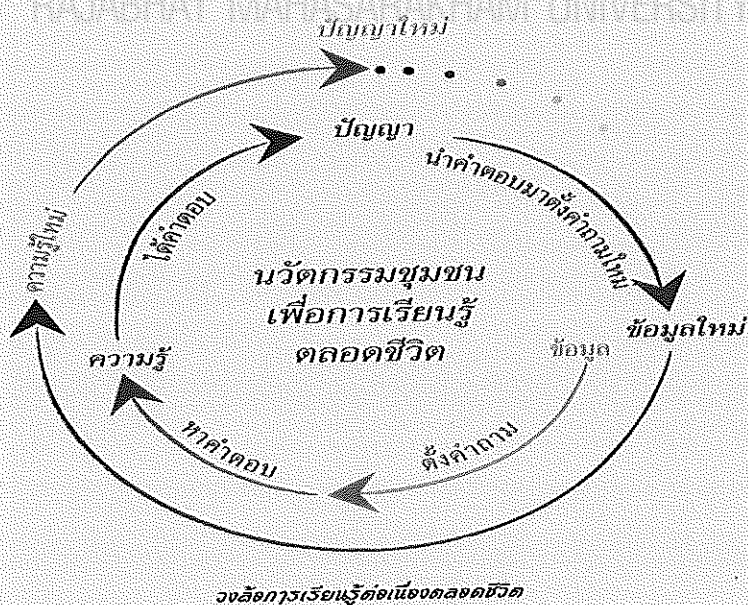 ปัญญาใหม่
ปัญญา
นำคำตอบมาตั้งคำถามใหม่
ได้คำตอบ
ความรู้ใหม่
นวัตกรรมชุมชน
เพื่อการเรียนรู้
ตลอดชีวิต
ข้อมูลใหม่
ข้อมูล
ความรู้
หาคำตอบ
ตั้งคำถาม
วงล้อการเรียนรู้ต่อเนื่องตลอดชีวิต